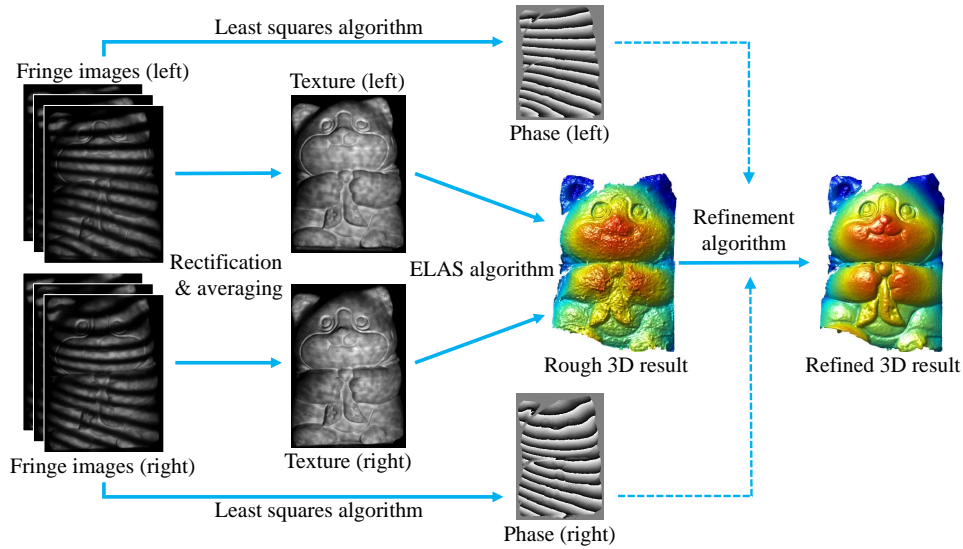 Least squares algorithm
Fringe images (left)
Texture (left)
Phase (left)
Refinement
algorithm
Rectification
& averaging
ELAS algorithm
Rough 3D result
Refined 3D result
Fringe images (right)
Texture (right)
Least squares algorithm
Phase (right)